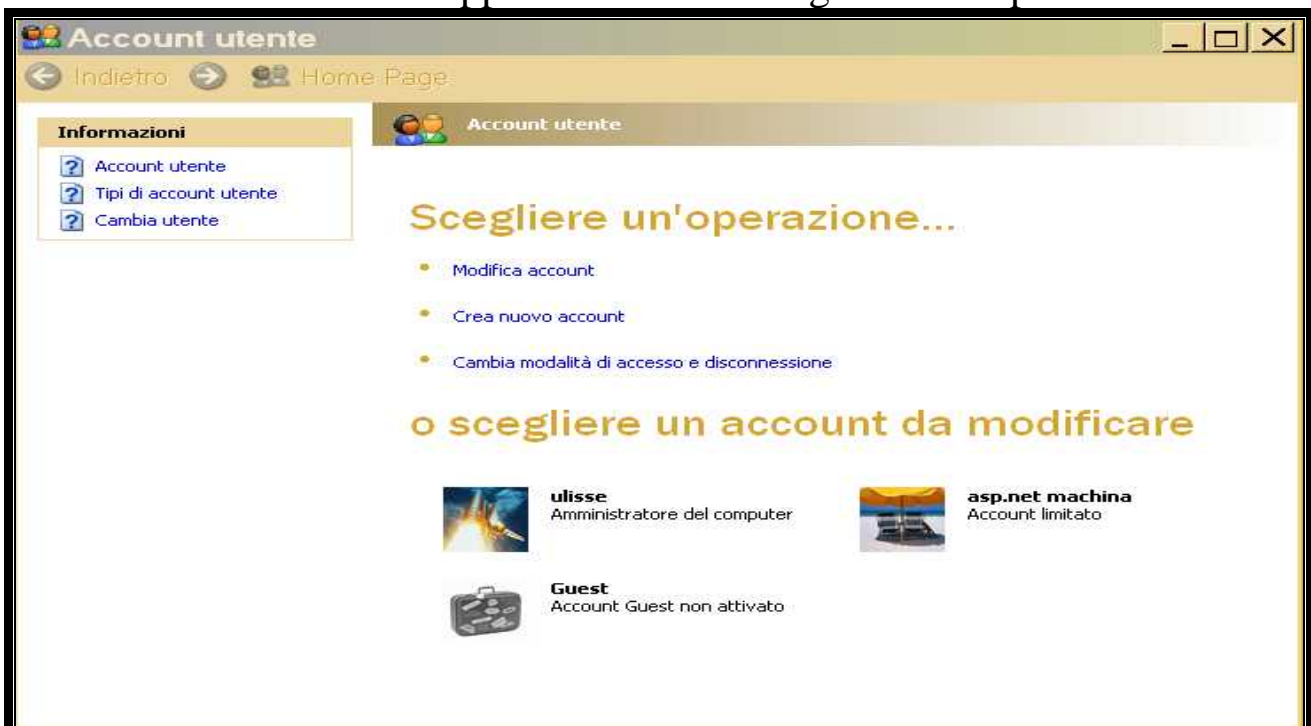 Account utente
Indietro Home Page
Informazioni
Account utente
Tipi di account utente
Cambia utente
Account utente
Scegliere un'operazione...
Modifica account
Crea nuovo account
Cambia modalità di accesso e disconnessione
o scegliere un account da modificare
ulisse
Amministratore del computer
asp.net machina
Account limitato
Guest
Account Guest non attivato